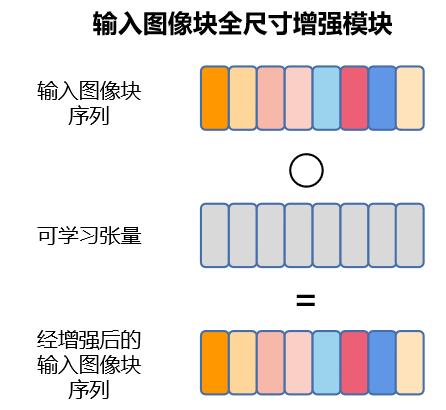 输入图像块全尺寸增强模块
输入图像块
序列
可学习张量
=
经增强后的
输入图像块
序列